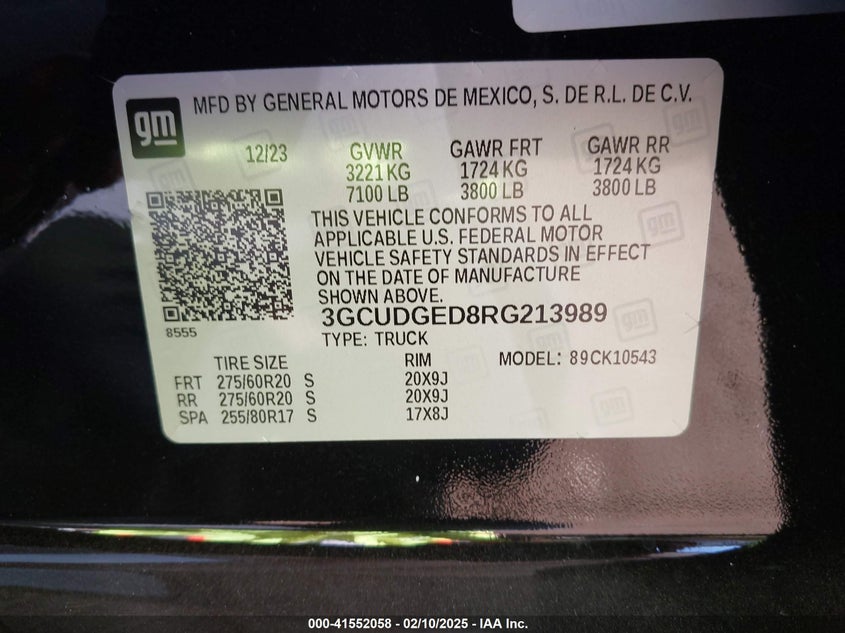 gm MFD BY GENERAL MOTORS DE MEXICO, S. DE R.L. DE C.V.
12/23 GVWR GAWR FRT GAWR RR
3221 KG 1724 KG 1724 KG
7100 LB 3800 LB 3800 LB
THIS VEHICLE CONFORMS TO ALL
APPLICABLE U.S. FEDERAL MOTOR
VEHICLE SAFETY STANDARDS IN EFFECT
ON THE DATE OF MANUFACTURE
SHOWN ABOVE.
8555
3GCUDGED8RG213989
TYPE: TRUCK
TIRE SIZE RIM MODEL: 89CK10543
FRT 275/60R20 S 20X9J
RR 275/60R20 S 20X9J
SPA 255/80R17 S 17X8J
000-41552058 - 02/10/2025 - IAA Inc.